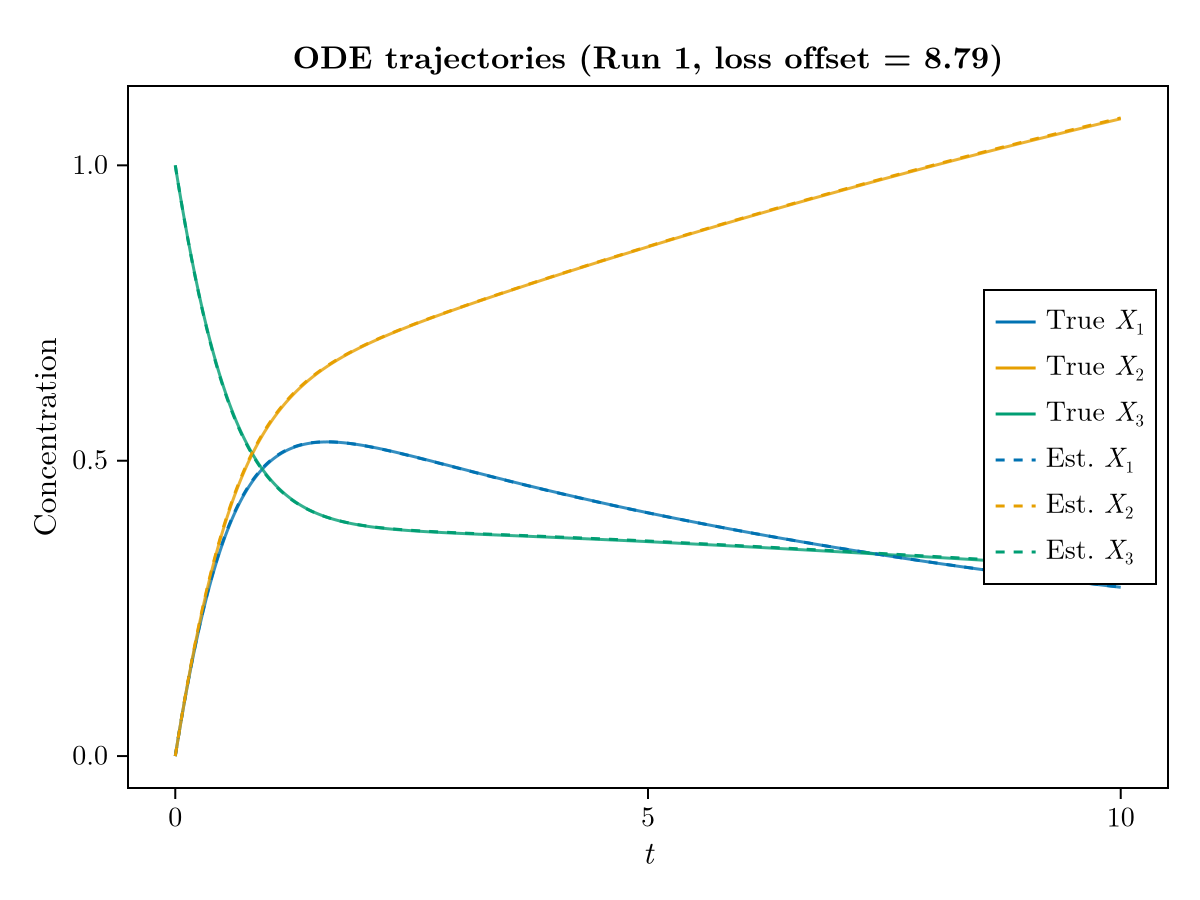 ODE trajectories (Run 1, loss offset = 8.79)
Concentration
1.0
0.5
0.0
0
5
10
t
True X₁
True X₂
True X₃
Est. X₁
Est. X₂
Est. X₃